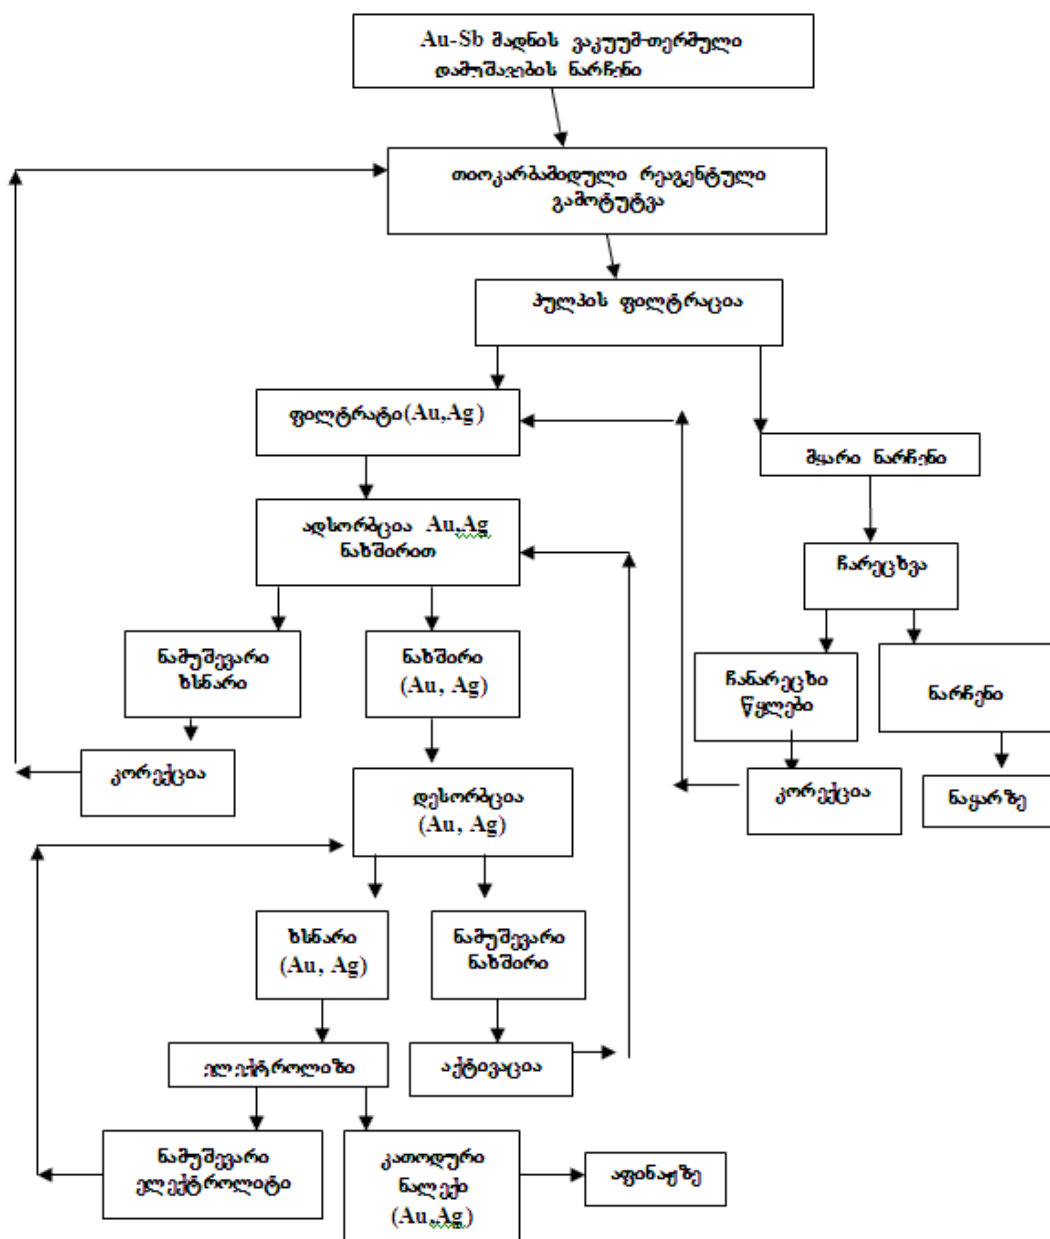 Au-Sb მადნის ვაკუუმ-თერმული
დამუშავების ნარჩენი
თიოკარბამიდული რეაგენტული
გამოტუტვა
პულპის ფილტრაცია
ფილტრატი(Au,Ag)
მყარი ნარჩენი
ადსორბცია Au,Ag
ნახშირით
ჩარეცხვა
ნამუშევარი
ხსნარი
ნახშირი
(Au, Ag)
ჩანარეცხი
წყლები
ნარჩენი
კორექცია
დესორბცია
(Au, Ag)
კორექცია
ნაყარზე
ხსნარი
(Au, Ag)
ნამუშევარი
ნახშირი
ელექტროლიზი
აქტივაცია
ნამუშევარი
ელექტროლიტი
კათოდური
ნალექი
(Au,Ag)
აფინაჟზე